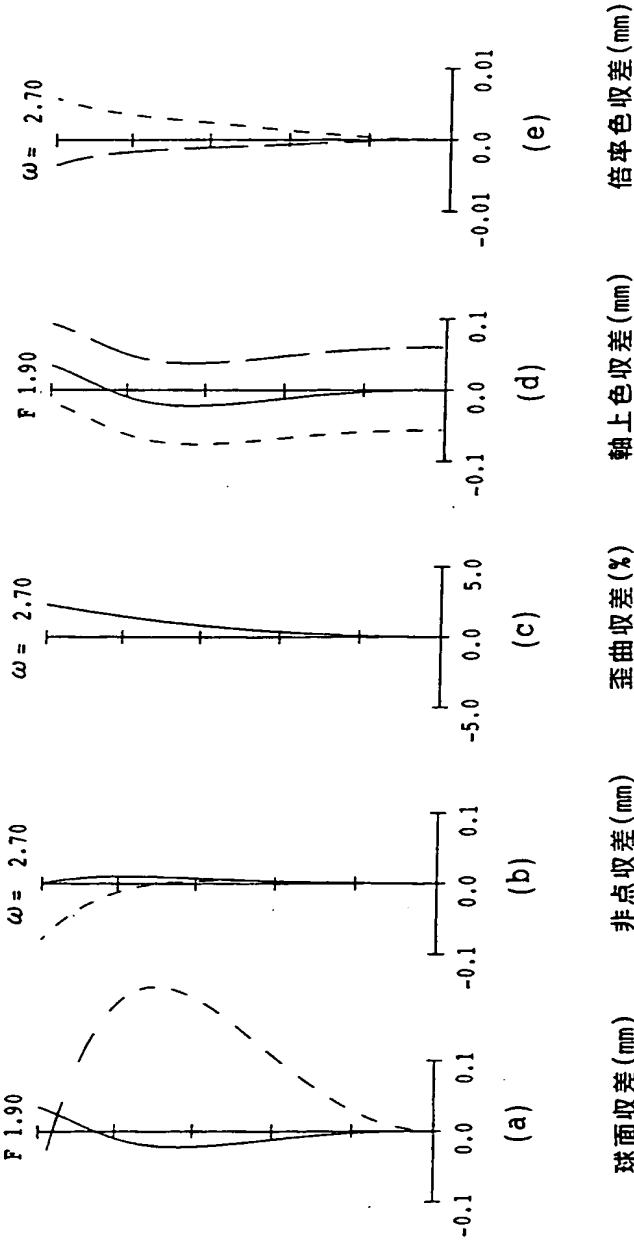 F 1.90
-0.1
0.0
0.1
(a)
球面収差(mm)
ω= 2.70
-0.1
0.0
0.1
(b)
非点収差(mm)
ω= 2.70
-5.0
0.0
5.0
(c)
歪曲収差(%)
F 1.90
-0.1
0.0
0.1
(d)
軸上色収差(mm)
ω= 2.70
-0.01
0.0
0.01
(e)
倍率色収差(mm)